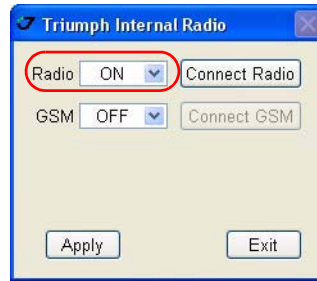 Triumph Internal Radio
Radio ON Connect Radio
GSM OFF Connect GSM
Apply Exit